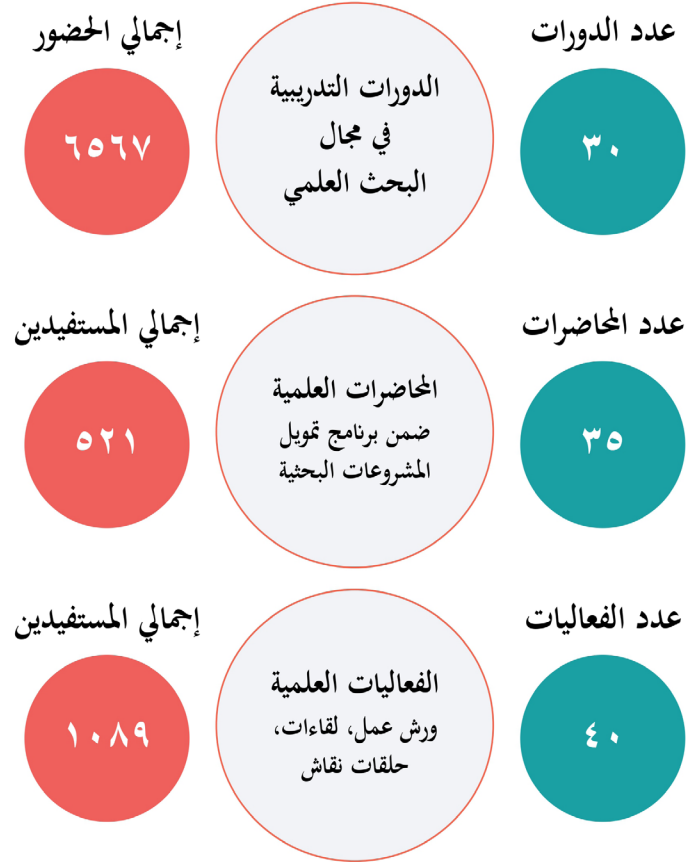 عدد الدورات
٣٠
الدورات التدريبية
في مجال
البحث العلمي
إجمالي الحضور
٦٥٦٧
عدد المحاضرات
٣٥
المحاضرات العلمية
ضمن برنامج تمويل
المشروعات البحثية
إجمالي المستفيدين
٥٢١
عدد الفعاليات
٤٠
الفعاليات العلمية
ورش عمل، لقاءات،
حلقات نقاش
إجمالي المستفيدين
١٠٨٩